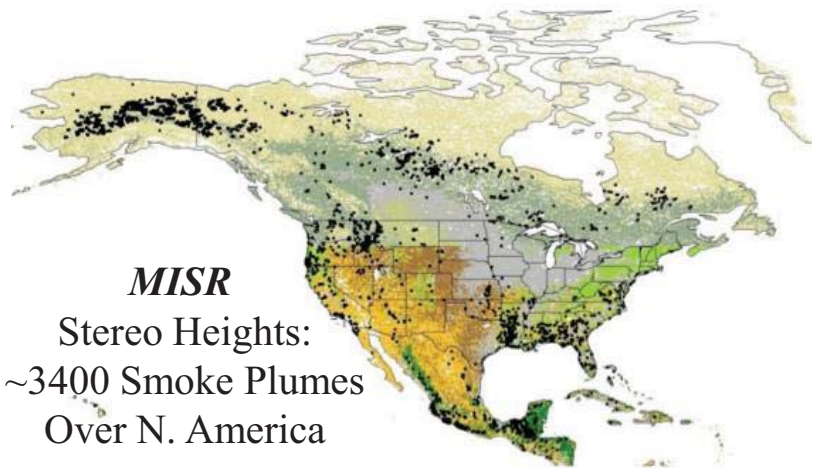 MISR
Stereo Heights:
~3400 Smoke Plumes
Over N. America